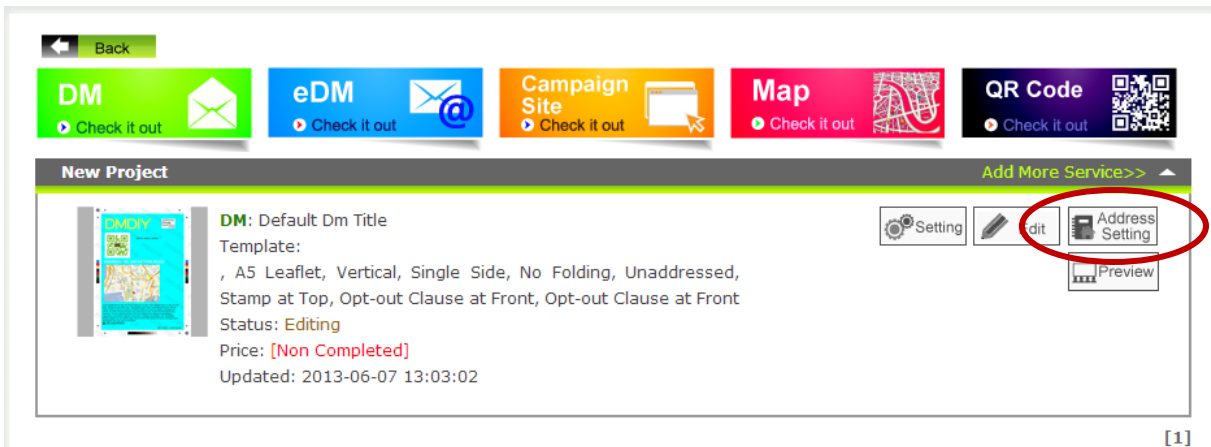 Back
DM
Check it out
eDM
@
Check it out
Campaign
Site
Check it out
Map
Check it out
QR Code
Check it out
New Project
Add More Service>>
DMDIY
DM: Default Dm Title
Template:
, A5 Leaflet, Vertical, Single Side, No Folding, Unaddressed,
Stamp at Top, Opt-out Clause at Front, Opt-out Clause at Front
Status: Editing
Price: [Non Completed]
Updated: 2013-06-07 13:03:02
Setting
Edit
Address
Setting
Preview
[1]